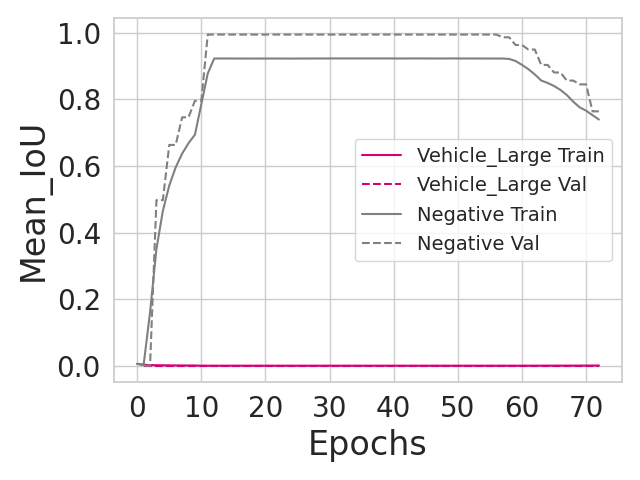 1.0
0.8
0.6
0.4
0.2
0.0
Mean_IoU
Vehicle_Large Train
Vehicle_Large Val
Negative Train
Negative Val
0 10 20 30 40 50 60 70
Epochs